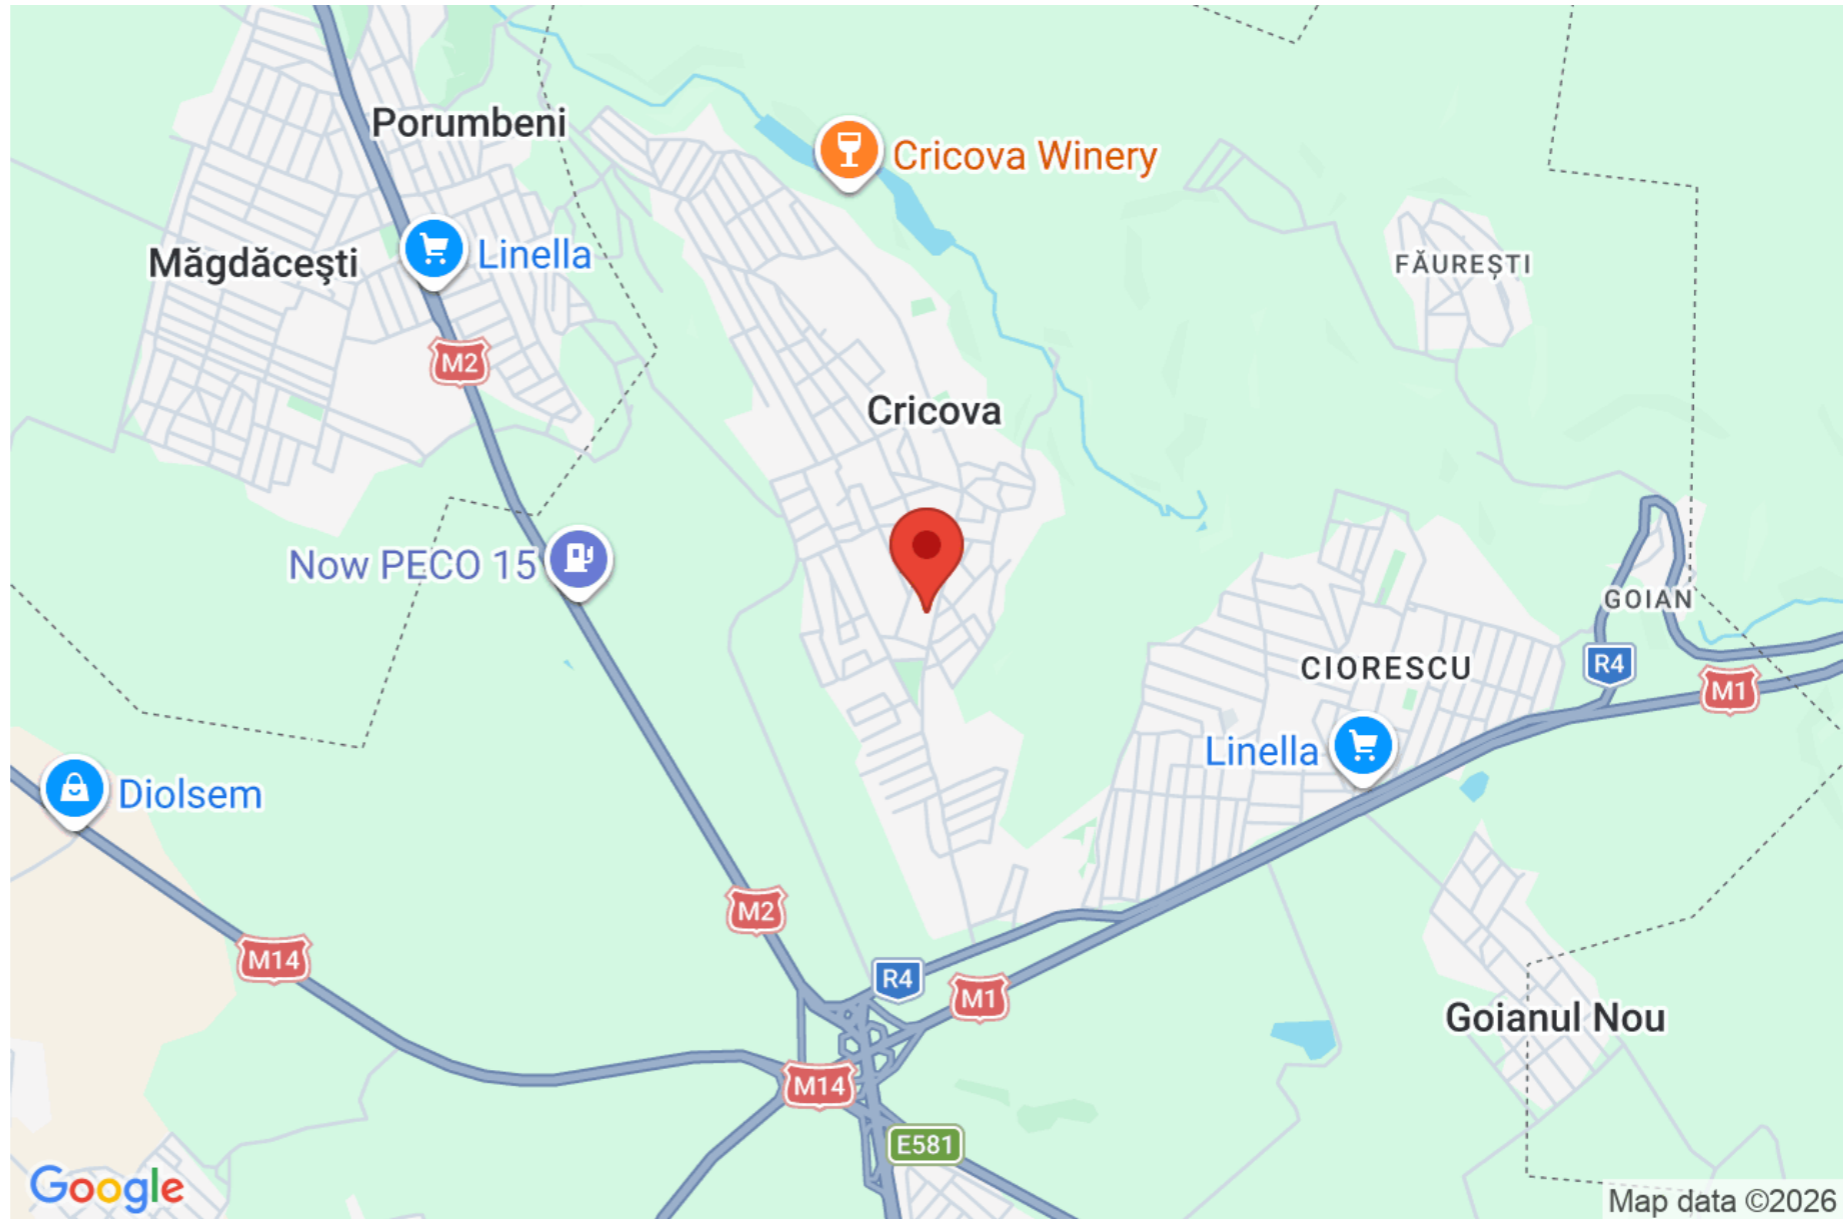 Porumbeni
Cricova Winery
Măgdăceşti
Linella
FĂUREȘTI
M2
Cricova
Now PECO 15
GOIAN
CIORESCU
R4
M1
Linella
Diolsem
M2
M14
R4
M1
Goianul Nou
M14
E581
Google
Map data ©2026